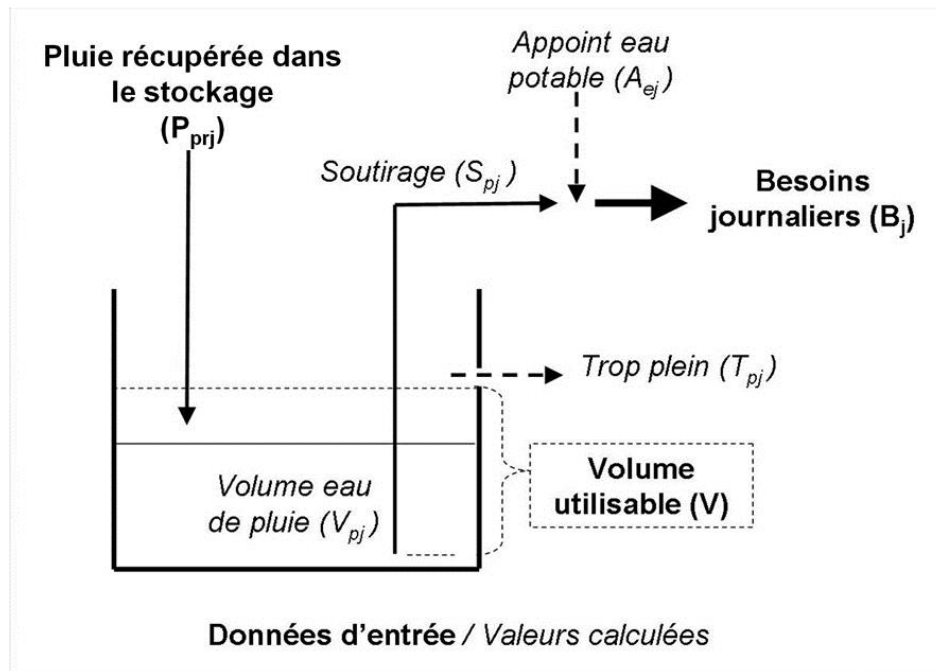 Pluie récupérée dans
le stockage
(Pprj)
Appoint eau
potable (Aej)
Soutirage (Spj)
Besoins
journaliers (Bj)
Trop plein (Tpj)
Volume
utilisable (V)
Volume eau
de pluie (Vpj)
Données d'entrée / Valeurs calculées